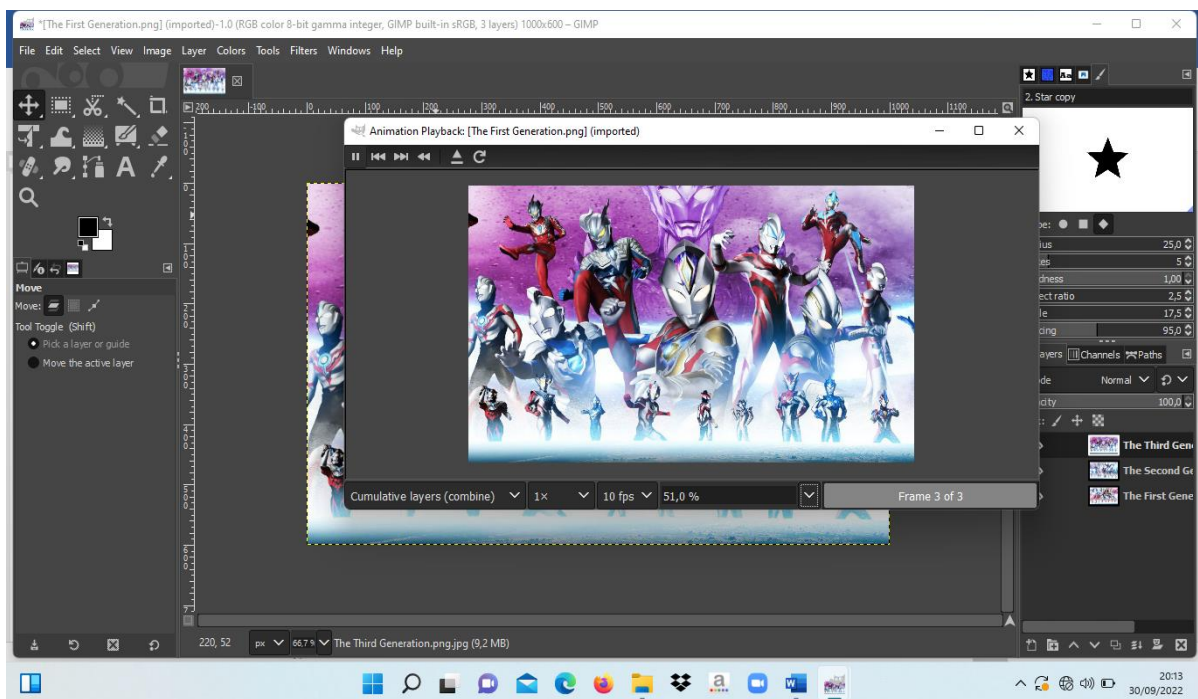 *[The First Generation.png] (imported)-1.0 (RGB color 8-bit gamma integer, GIMP built-in sRGB, 3 layers) 1000x600 – GIMP
File Edit Select View Image Layer Colors Tools Filters Windows Help
2. Star copy
Animation Playback: [The First Generation.png] (imported)
25,0
5
1,00
ect ratio 2,5
17,5
95,0
Move
Move:
Tool Toggle (Shift)
Pick a layer or guide
Move the active layer
ayers Channels Paths
Normal
100,0
The Third Gen
The Second Ge
The First Gene
Cumulative layers (combine) 1× 10 fps 51,0 % Frame 3 of 3
220, 52 px 66,7 % The Third Generation.png.jpg (9,2 MB)
20:13
30/09/2022